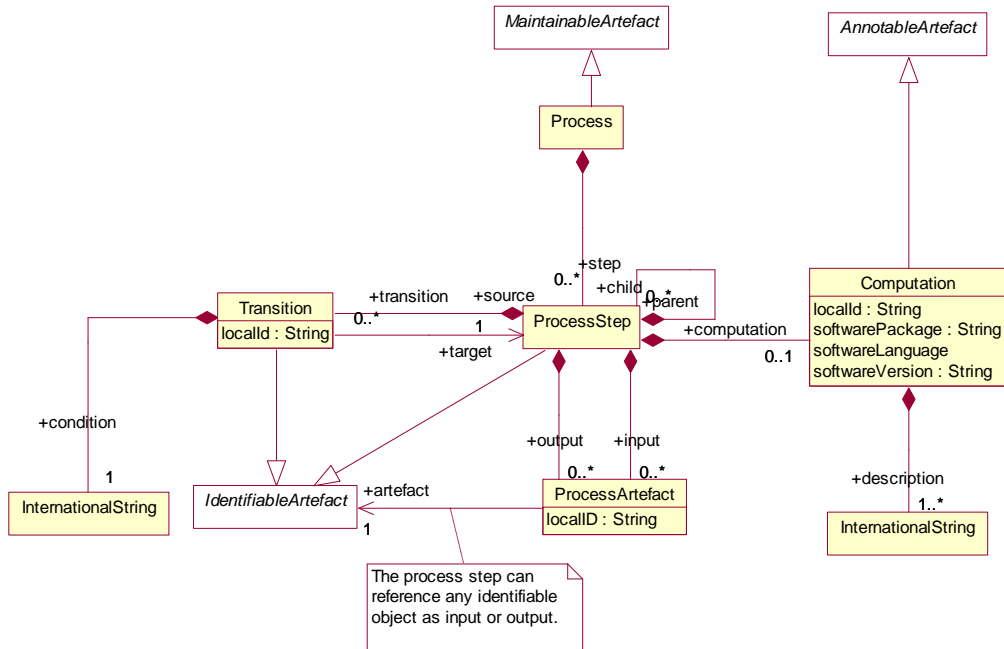 MaintainableArtefact
AnnotableArtefact
Process
+step
0..*
+child
0..*
+parent
Transition
localId : String
+transition
0..*
+source
1
+target
ProcessStep
+computation
0..1
Computation
localId : String
softwarePackage : String
softwareLanguage
softwareVersion : String
+condition
1
+output
0..*
+input
0..*
+description
1..*
InternationalString
IdentifiableArtefact
+artefact
1
ProcessArtefact
localID : String
InternationalString
The process step can
reference any identifiable
object as input or output.